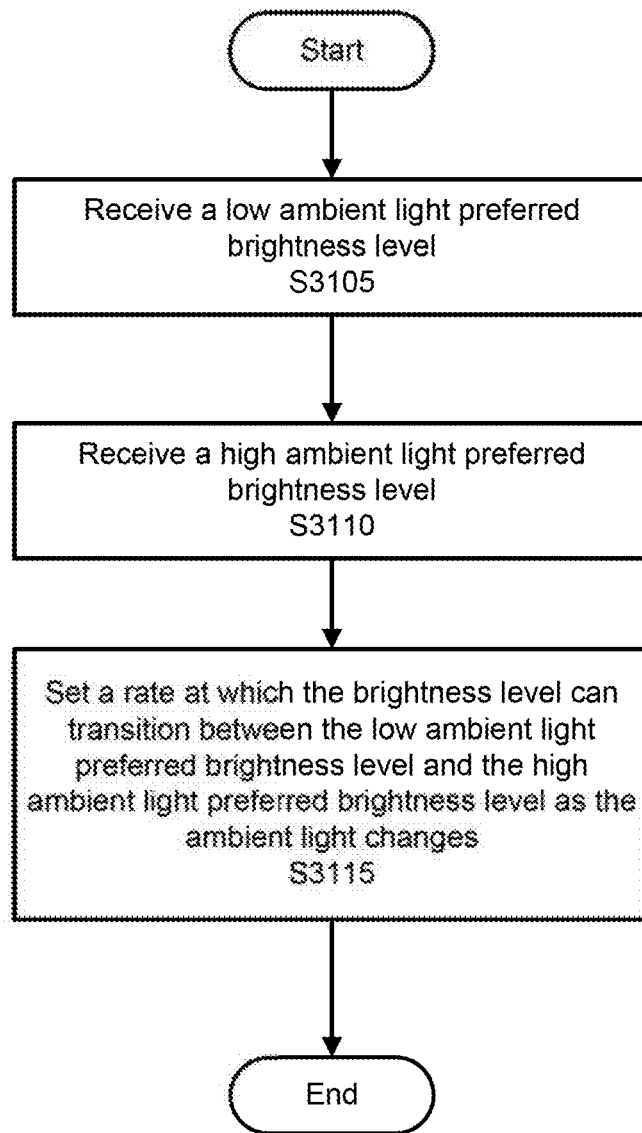 Start
Receive a low ambient light preferred
brightness level
S3105
Receive a high ambient light preferred
brightness level
S3110
Set a rate at which the brightness level can
transition between the low ambient light
preferred brightness level and the high
ambient light preferred brightness level as the
ambient light changes
S3115
End